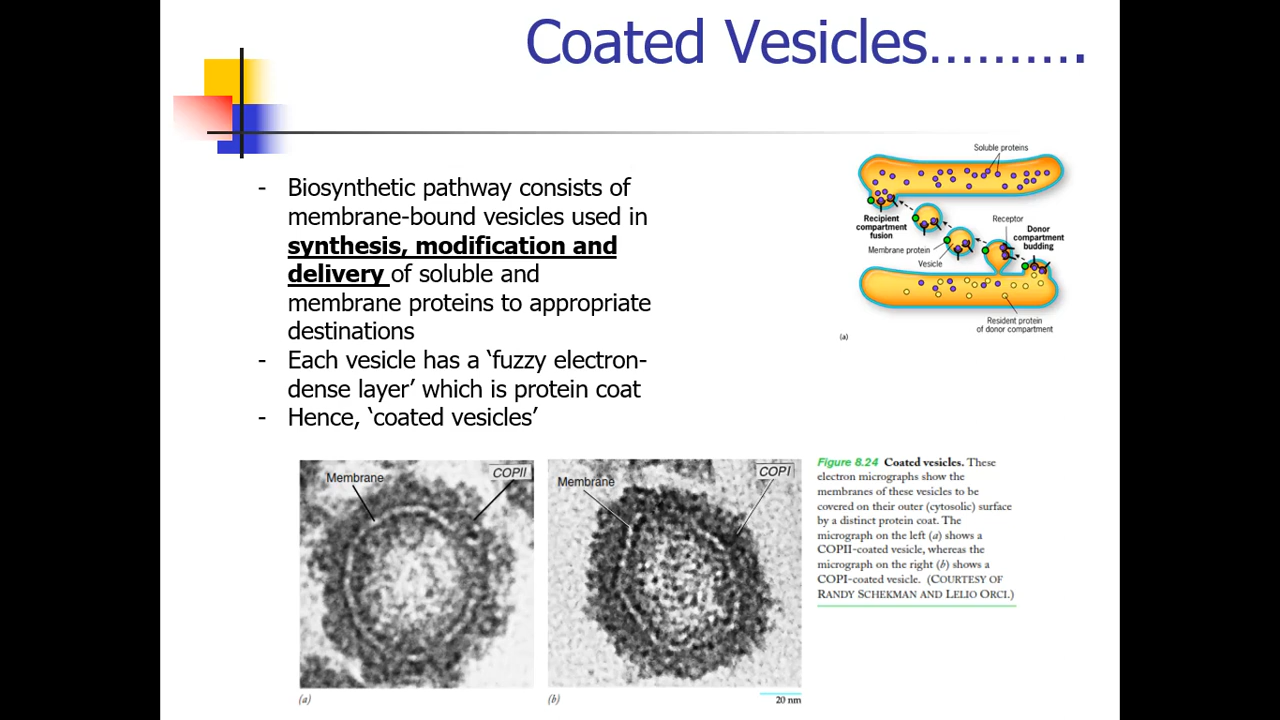 Coated Vesicles……….
- Biosynthetic pathway consists of
membrane-bound vesicles used in
synthesis, modification and
delivery of soluble and
membrane proteins to appropriate
destinations
- Each vesicle has a ‘fuzzy electron-
dense layer’ which is protein coat
- Hence, ‘coated vesicles’
Soluble proteins
Recipient
compartment
fusion
Receptor
Donor
compartment
budding
Membrane protein
Vesicle
Resident protein
of donor compartment
(a)
Membrane
COPII
(a)
Membrane
COPI
(b)
20 nm
Figure 8.24 Coated vesicles. These
electron micrographs show the
membranes of these vesicles to be
covered on their outer (cytosolic) surface
by a distinct protein coat. The
micrograph on the left (a) shows a
COPII-coated vesicle, whereas the
micrograph on the right (b) shows a
COPI-coated vesicle. (COURTESY OF
RANDY SCHEKMAN AND LELIO ORCI.)